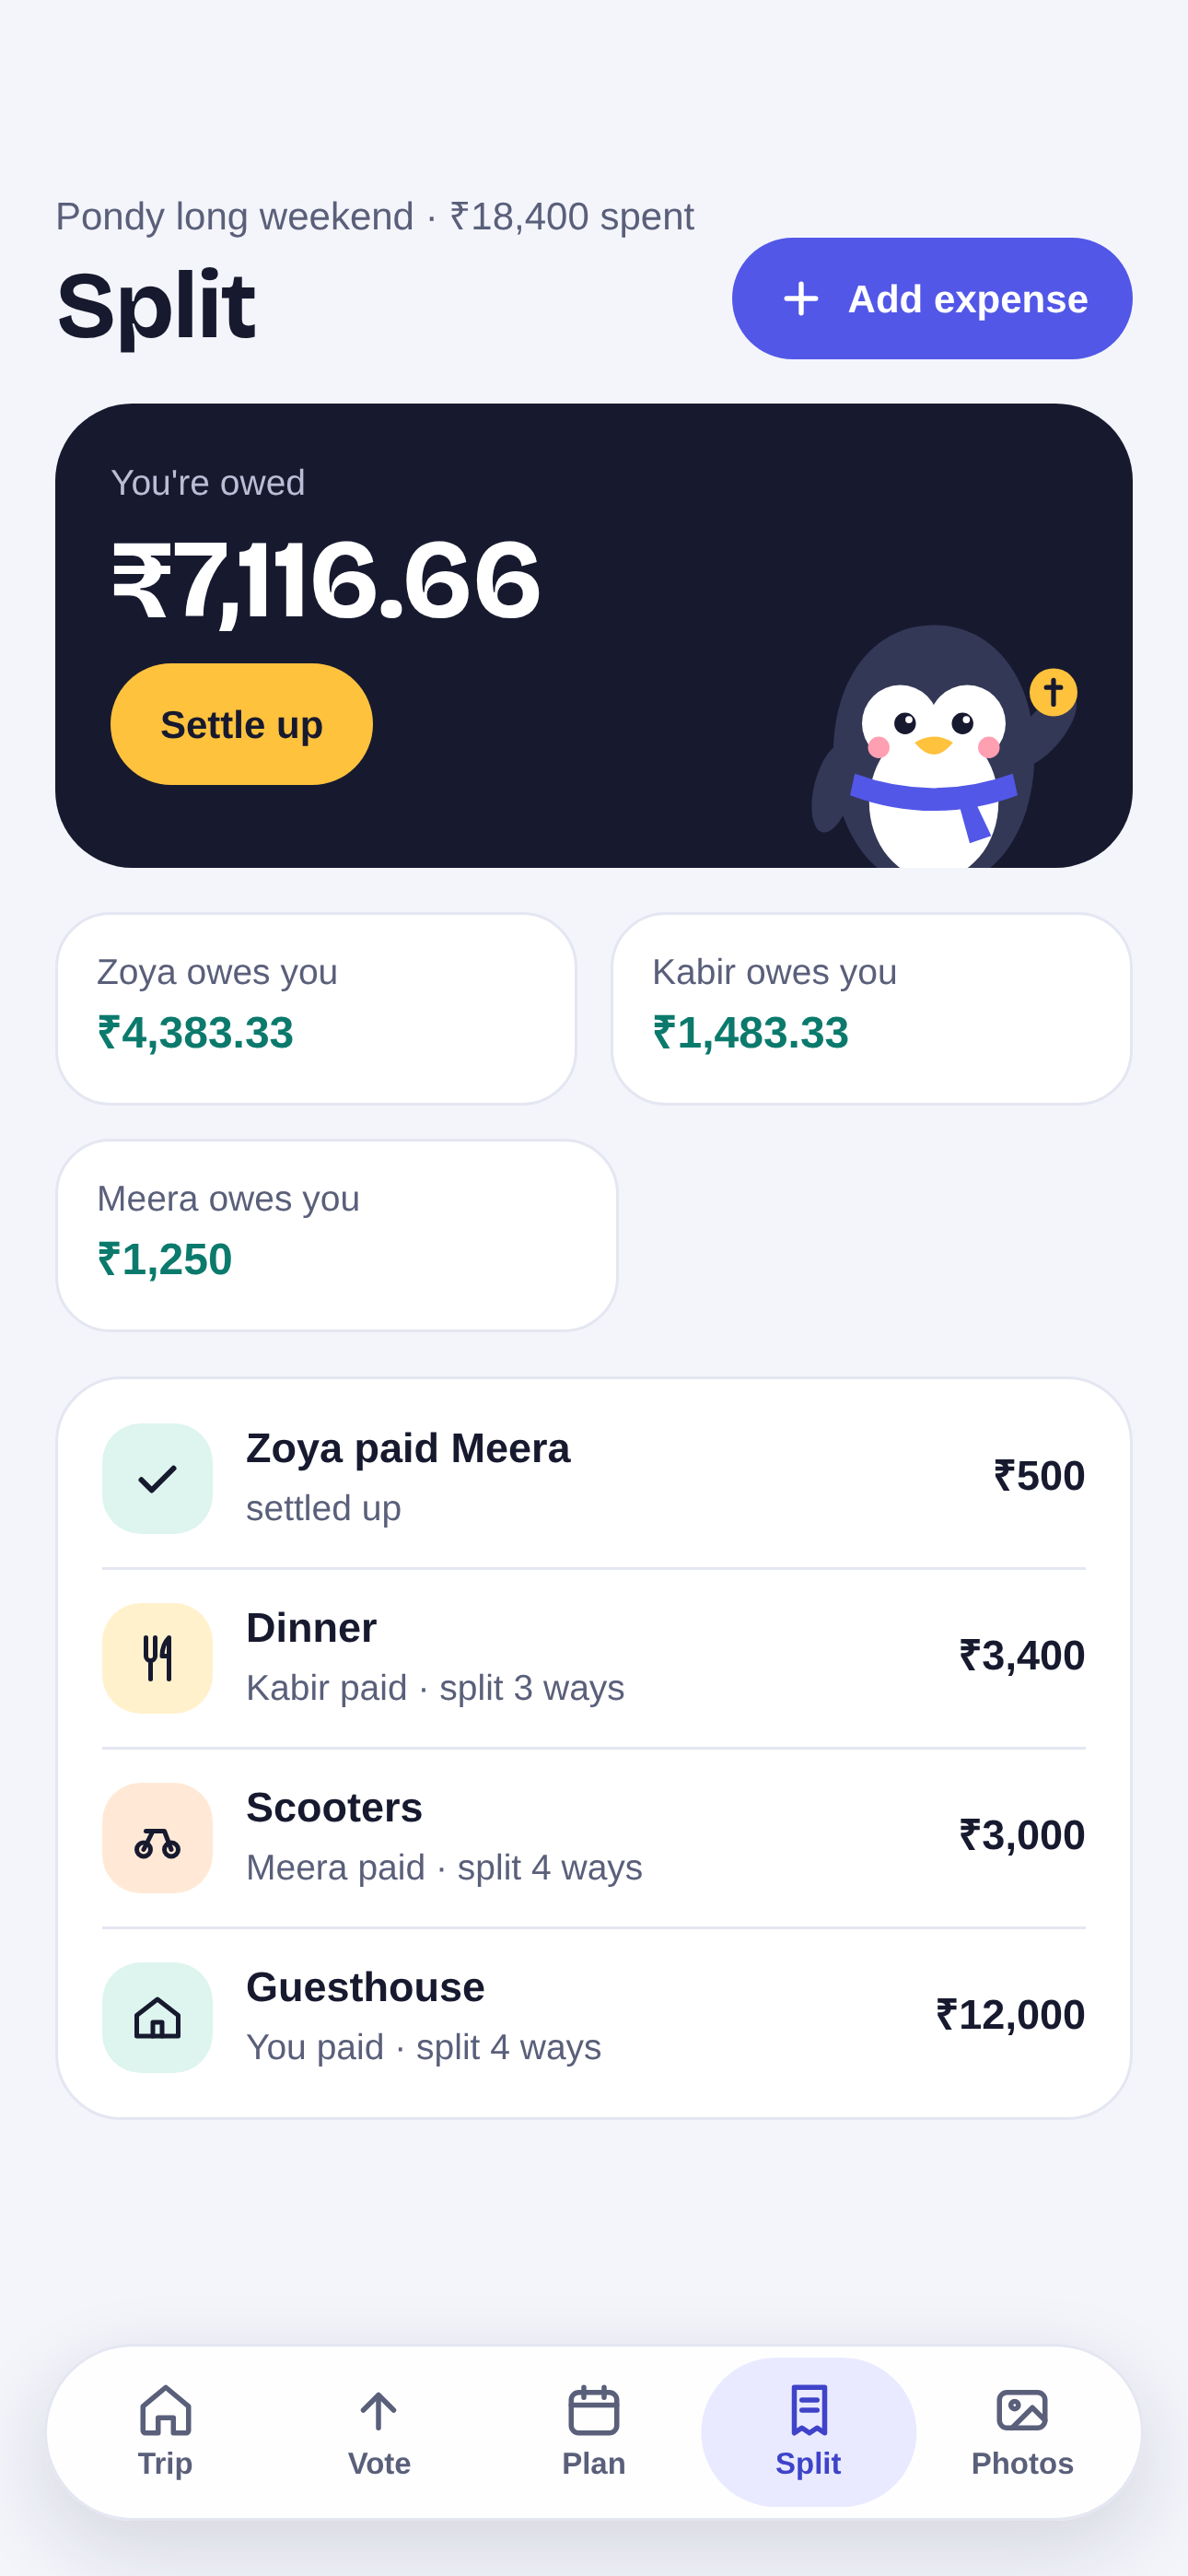 Pondy long weekend · ₹18,400 spent
Split
Add expense
You're owed
₹7,116.66
Settle up
Zoya owes you
₹4,383.33
Kabir owes you
₹1,483.33
Meera owes you
₹1,250
Zoya paid Meera
settled up
₹500
Dinner
Kabir paid · split 3 ways
₹3,400
Scooters
Meera paid · split 4 ways
₹3,000
Guesthouse
You paid · split 4 ways
₹12,000
Trip
Vote
Plan
Split
Photos